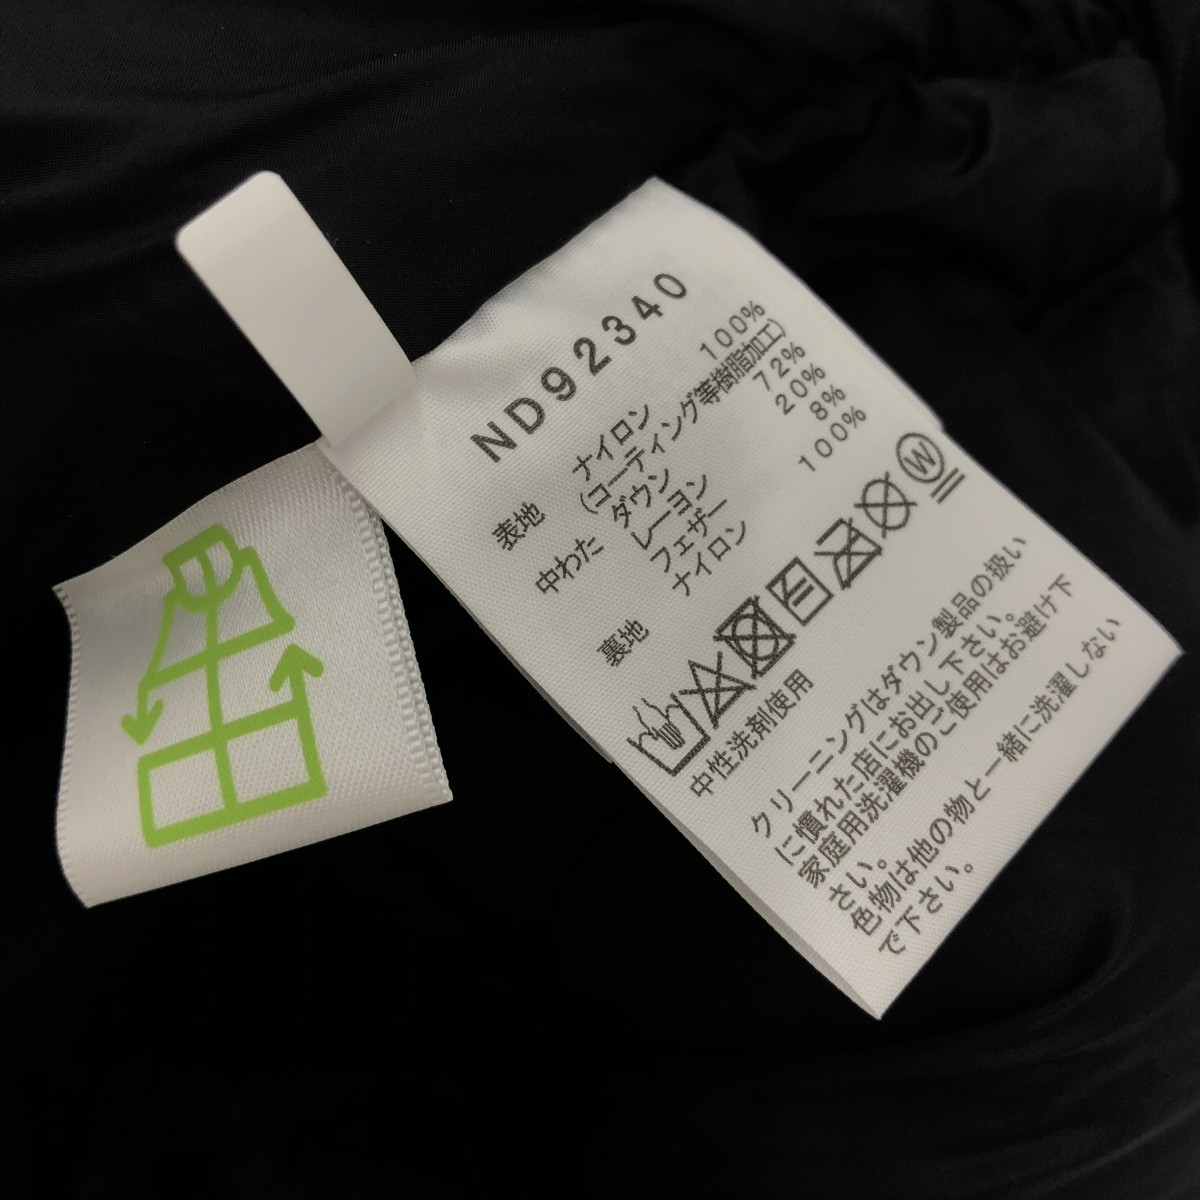 ND92340
表地 ナイロン 100%
(コーティング等樹脂加工)
中わた ダウン 72%
レーヨン 20%
フェザー 8%
裏地 ナイロン 100%
W
中性洗剤使用
クリーニングはダウン製品の扱い
に慣れた店にお出し下さい。
家庭用洗濯機のご使用はお避け下
さい。
色物は他の物と一緒に洗濯しない
で下さい。